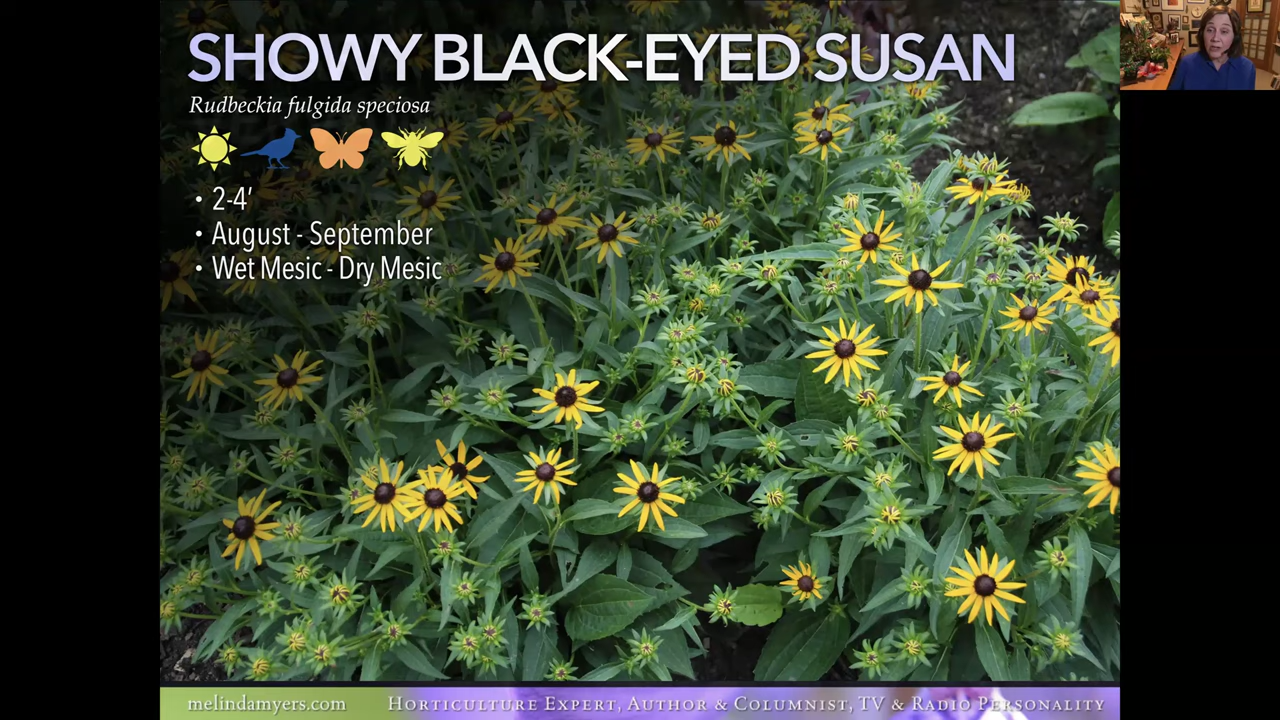 SHOWY BLACK-EYED SUSAN
Rudbeckia fulgida speciosa
• 2-4'
• August - September
• Wet Mesic - Dry Mesic
melindamyers.com HORTICULTURE EXPERT, AUTHOR & COLUMNIST, TV & RADIO PERSONALITY